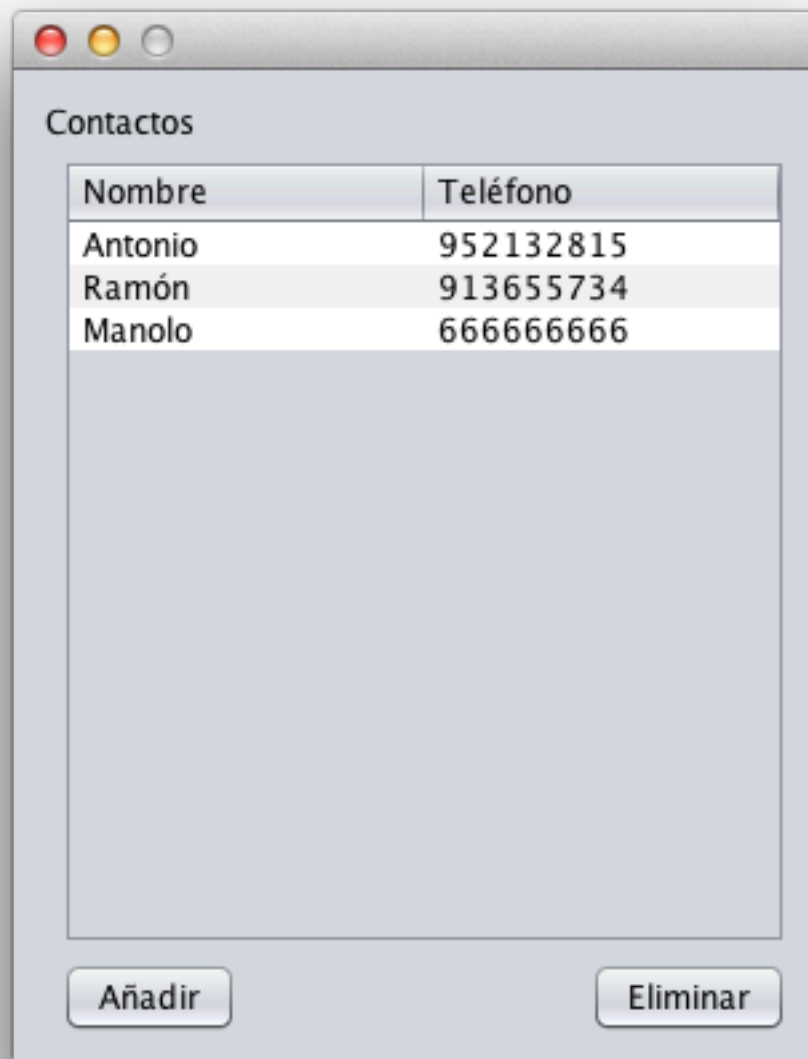 Contactos
Nombre Teléfono
Antonio 952132815
Ramón 913655734
Manolo 666666666
Añadir Eliminar